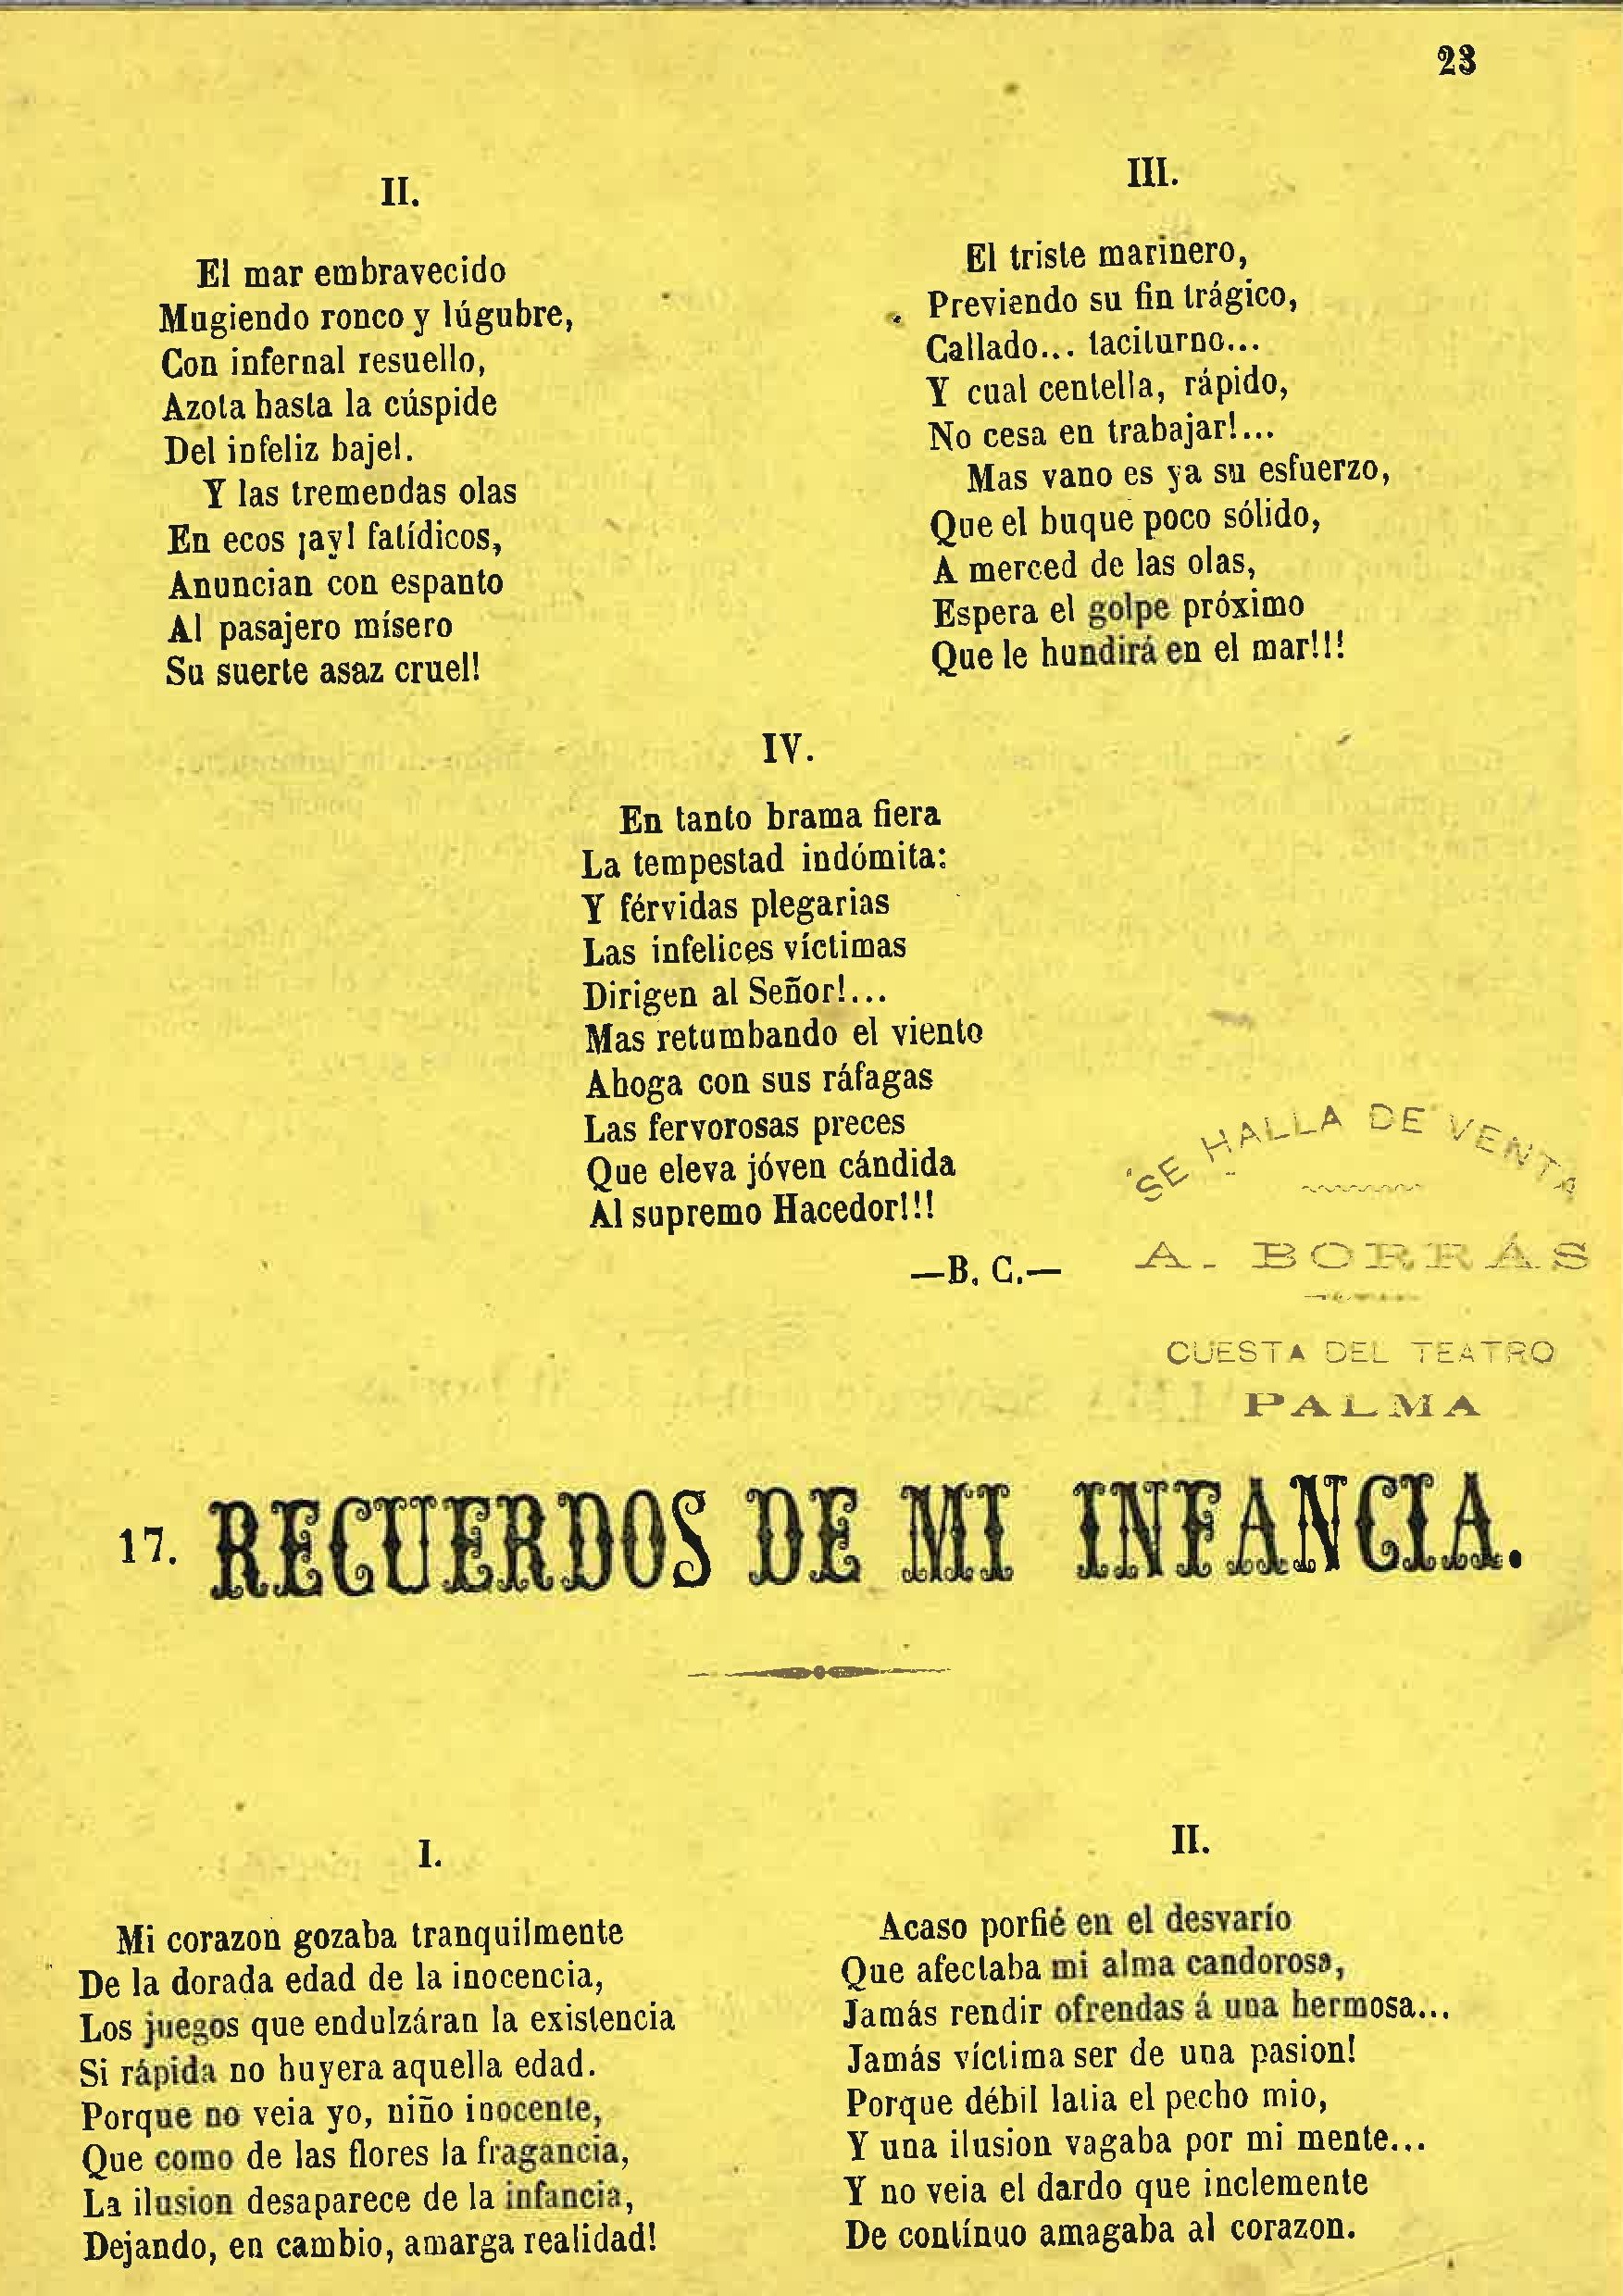 23
II.
El mar embravecido
Mugiendo ronco y lúgubre,
Con infernal resuello,
Azota hasta la cúspide
Del infeliz bajel.
Y las tremendas olas
En ecos ¡ay! fatídicos,
Anuncian con espanto
Al pasajero mísero
Su suerte asaz cruel!
III.
El triste marinero,
Previendo su fin trágico,
Callado... taciturno...
Y cual centella, rápido,
No cesa en trabajar!...
Mas vano es ya su esfuerzo,
Que el buque poco sólido,
A merced de las olas,
Espera el golpe próximo
Que le hundirá en el mar!!!
IV.
En tanto brama fiera
La tempestad indómita:
Y férvidas plegarias
Las infelices víctimas
Dirigen al Señor!...
Mas retumbando el viento
Ahoga con sus ráfagas
Las fervorosas preces
Que eleva jóven cándida
Al supremo Hacedor!!!
—B. C.—
SE HALLA DE VENTA
A. BORRÁS
CUESTA DEL TEATRO
PALMA
17. RECUERDOS DE MI INFANCIA.
I.
Mi corazon gozaba tranquilmente
De la dorada edad de la inocencia,
Los juegos que endulzáran la existencia
Si rápida no huyera aquella edad.
Porque no veia yo, niño inocente,
Que como de las flores la fragancia,
La ilusion desaparece de la infancia,
Dejando, en cambio, amarga realidad!
II.
Acaso porfié en el desvarío
Que afectaba mi alma candorosa,
Jamás rendir ofrendas á una hermosa...
Jamás víctima ser de una pasion!
Porque débil latia el pecho mio,
Y una ilusion vagaba por mi mente...
Y no veia el dardo que inclemente
De contínuo amagaba al corazon.